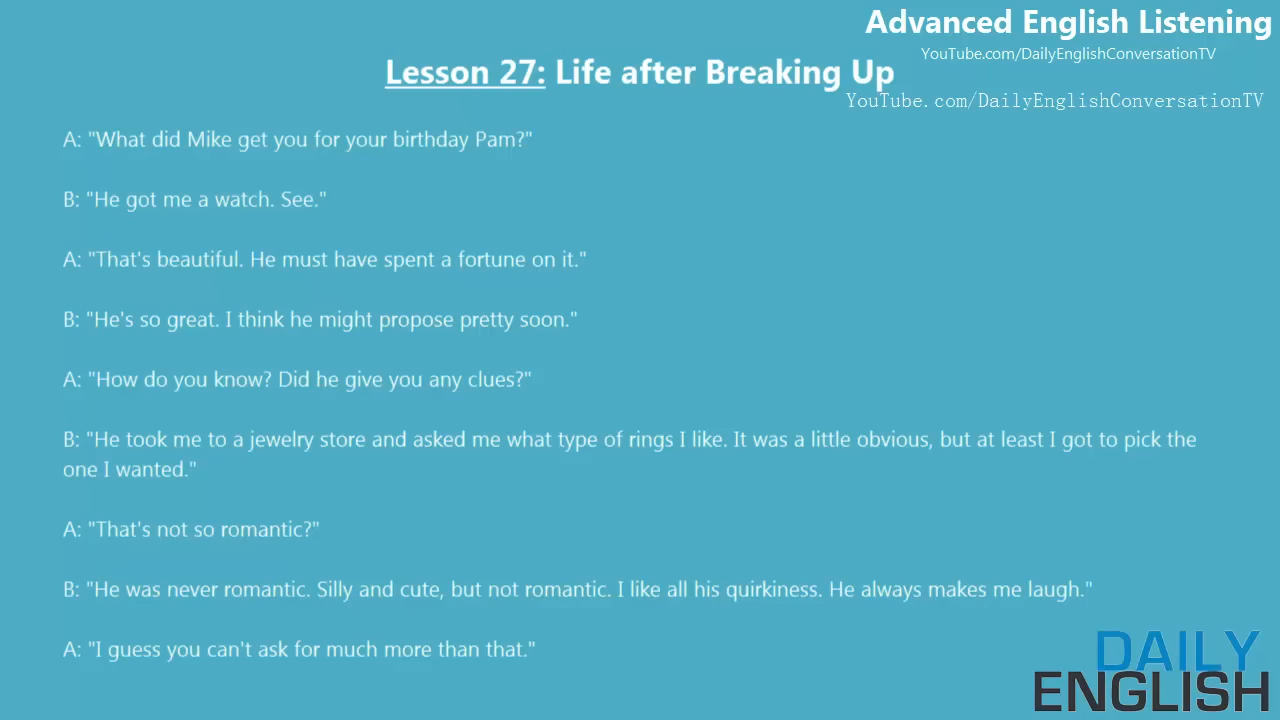 Advanced English Listening
YouTube.com/DailyEnglishConversationTV
Lesson 27: Life after Breaking Up
YouTube.com/DailyEnglishConversationTV
A: "What did Mike get you for your birthday Pam?"
B: "He got me a watch. See."
A: "That's beautiful. He must have spent a fortune on it."
B: "He's so great. I think he might propose pretty soon."
A: "How do you know? Did he give you any clues?"
B: "He took me to a jewelry store and asked me what type of rings I like. It was a little obvious, but at least I got to pick the
one I wanted."
A: "That's not so romantic?"
B: "He was never romantic. Silly and cute, but not romantic. I like all his quirkiness. He always makes me laugh."
A: "I guess you can't ask for much more than that."
DAILY
ENGLISH